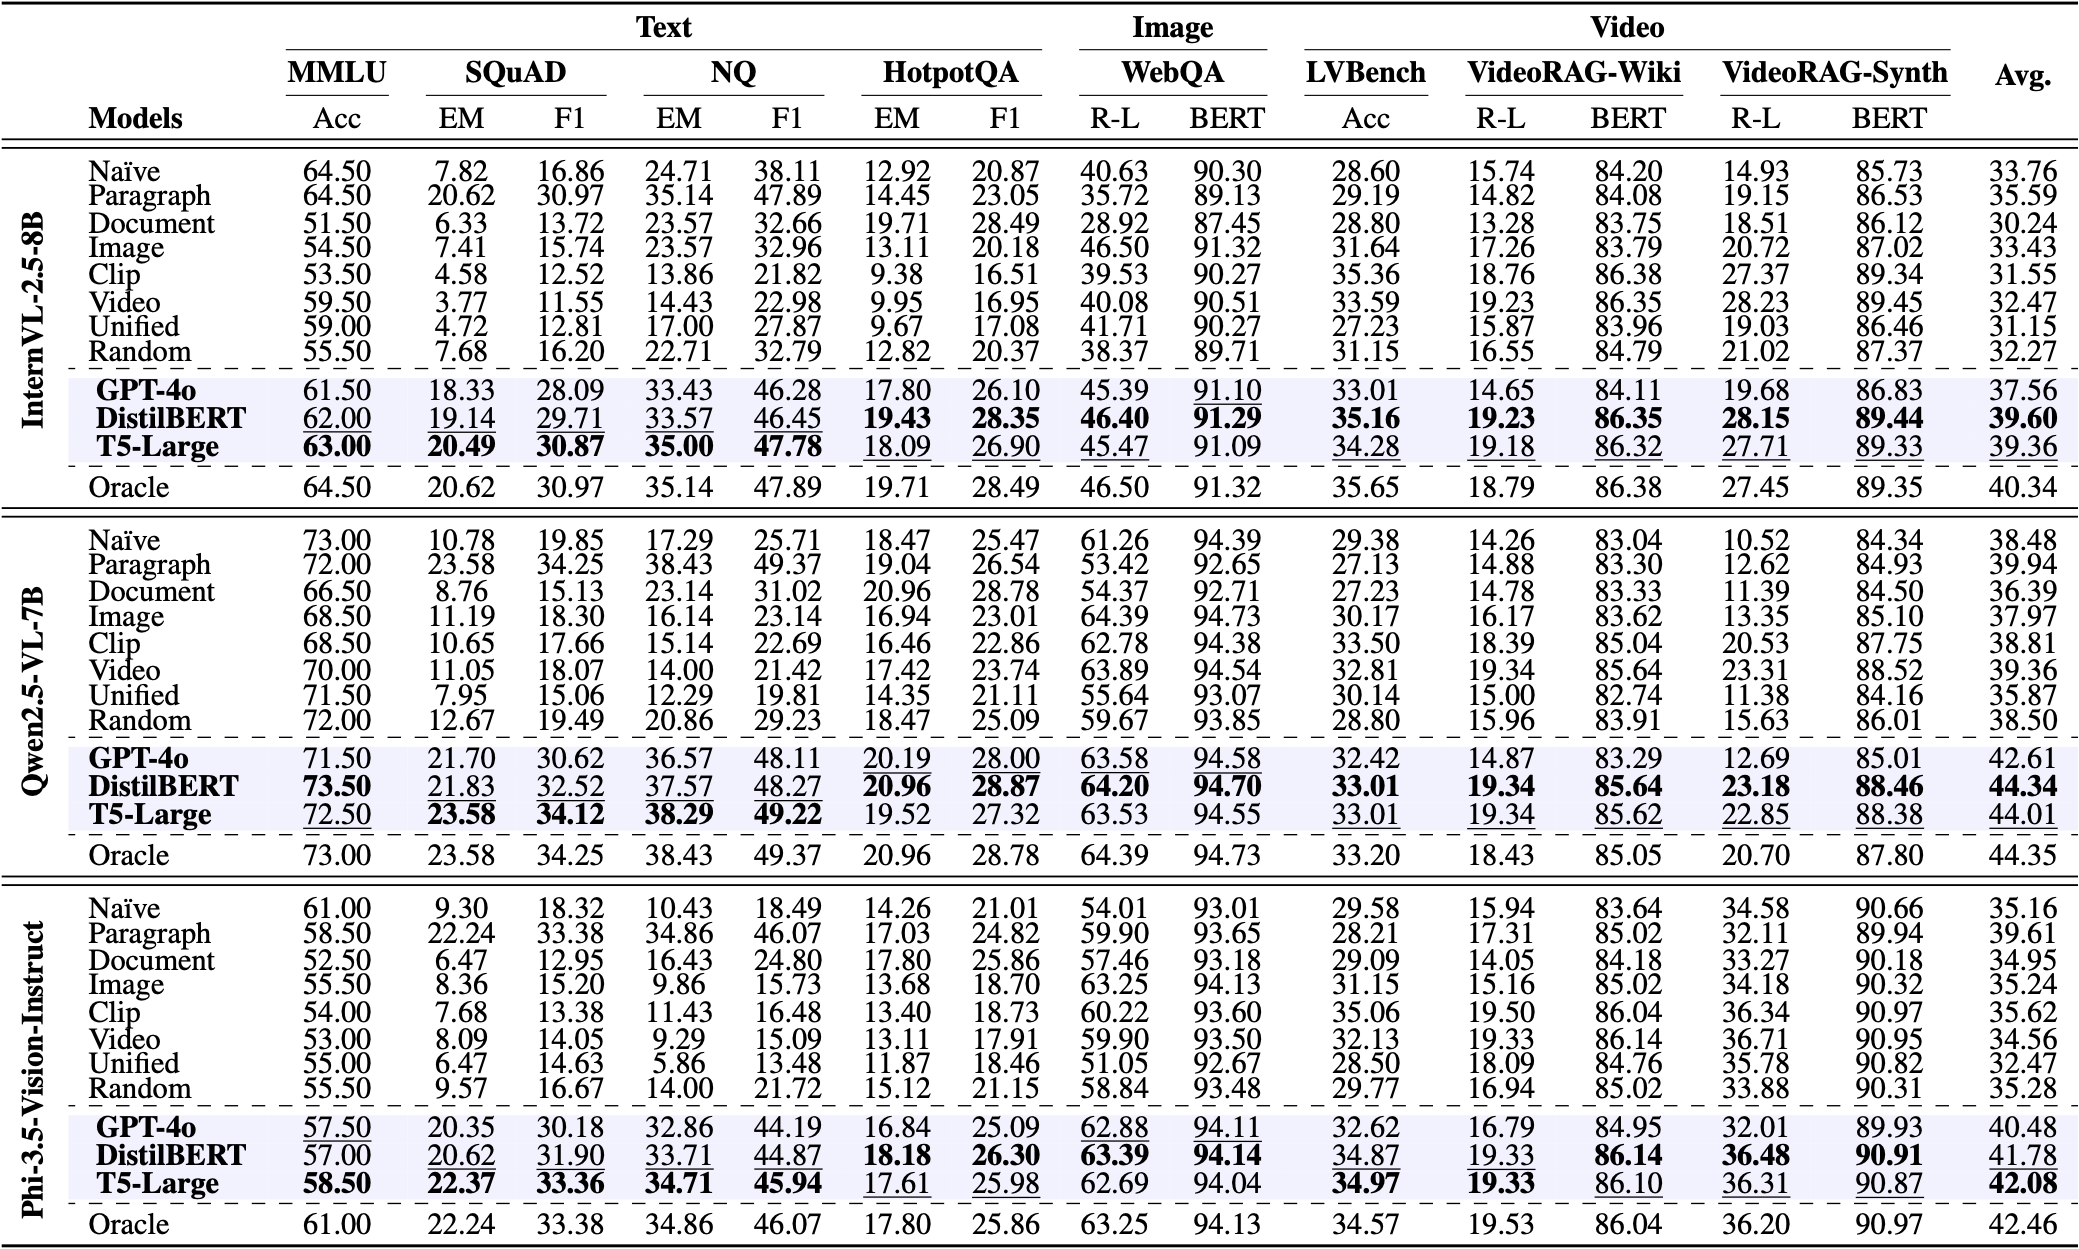 Text Image Video
MMLU SQuAD NQ HotpotQA WebQA LVBench VideoRAG-Wiki VideoRAG-Synth Avg.
Models Acc EM F1 EM F1 EM F1 R-L BERT Acc R-L BERT R-L BERT
InternVL-2.5-8B
Naïve 64.50 7.82 16.86 24.71 38.11 12.92 20.87 40.63 90.30 28.60 15.74 84.20 14.93 85.73 33.76
Paragraph 64.50 20.62 30.97 35.14 47.89 14.45 23.05 35.72 89.13 29.19 14.82 84.08 19.15 86.53 35.59
Document 51.50 6.33 13.72 23.57 32.66 19.71 28.49 28.92 87.45 28.80 13.28 83.75 18.51 86.12 30.24
Image 54.50 7.41 15.74 23.57 32.96 13.11 20.18 46.50 91.32 31.64 17.26 83.79 20.72 87.02 33.43
Clip 53.50 4.58 12.52 13.86 21.82 9.38 16.51 39.53 90.27 35.36 18.76 86.38 27.37 89.34 31.55
Video 59.50 3.77 11.55 14.43 22.98 9.95 16.95 40.08 90.51 33.59 19.23 86.35 28.23 89.45 32.47
Unified 59.00 4.72 12.81 17.00 27.87 9.67 17.08 41.71 90.27 27.23 15.87 83.96 19.03 86.46 31.15
Random 55.50 7.68 16.20 22.71 32.79 12.82 20.37 38.37 89.71 31.15 16.55 84.79 21.02 87.37 32.27
GPT-4o 61.50 18.33 28.09 33.43 46.28 17.80 26.10 45.39 91.10 33.01 14.65 84.11 19.68 86.83 37.56
DistilBERT 62.00 19.14 29.71 33.57 46.45 19.43 28.35 46.40 91.29 35.16 19.23 86.35 28.15 89.44 39.60
T5-Large 63.00 20.49 30.87 35.00 47.78 18.09 26.90 45.47 91.09 34.28 19.18 86.32 27.71 89.33 39.36
Oracle 64.50 20.62 30.97 35.14 47.89 19.71 28.49 46.50 91.32 35.65 18.79 86.38 27.45 89.35 40.34
Qwen2.5-VL-7B
Naïve 73.00 10.78 19.85 17.29 25.71 18.47 25.47 61.26 94.39 29.38 14.26 83.04 10.52 84.34 38.48
Paragraph 72.00 23.58 34.25 38.43 49.37 19.04 26.54 53.42 92.65 27.13 14.88 83.30 12.62 84.93 39.94
Document 66.50 8.76 15.13 23.14 31.02 20.96 28.78 54.37 92.71 27.23 14.78 83.33 11.39 84.50 36.39
Image 68.50 11.19 18.30 16.14 23.14 16.94 23.01 64.39 94.73 30.17 16.17 83.62 13.35 85.10 37.97
Clip 68.50 10.65 17.66 15.14 22.69 16.46 22.86 62.78 94.38 33.50 18.39 85.04 20.53 87.75 38.81
Video 70.00 11.05 18.07 14.00 21.42 17.42 23.74 63.89 94.54 32.81 19.34 85.64 23.31 88.52 39.36
Unified 71.50 7.95 15.06 12.29 19.81 14.35 21.11 55.64 93.07 30.14 15.00 82.74 11.38 84.16 35.87
Random 72.00 12.67 19.49 20.86 29.23 18.47 25.09 59.67 93.85 28.80 15.96 83.91 15.63 86.01 38.50
GPT-4o 71.50 21.70 30.62 36.57 48.11 20.19 28.00 63.58 94.58 32.42 14.87 83.29 12.69 85.01 42.61
DistilBERT 73.50 21.83 32.52 37.57 48.27 20.96 28.87 64.20 94.70 33.01 19.34 85.64 23.18 88.46 44.34
T5-Large 72.50 23.58 34.12 38.29 49.22 19.52 27.32 63.53 94.55 33.01 19.34 85.62 22.85 88.38 44.01
Oracle 73.00 23.58 34.25 38.43 49.37 20.96 28.78 64.39 94.73 33.20 18.43 85.05 20.70 87.80 44.35
Phi-3.5-Vision-Instruct
Naïve 61.00 9.30 18.32 10.43 18.49 14.26 21.01 54.01 93.01 29.58 15.94 83.64 34.58 90.66 35.16
Paragraph 58.50 22.24 33.38 34.86 46.07 17.03 24.82 59.90 93.65 28.21 17.31 85.02 32.11 89.94 39.61
Document 52.50 6.47 12.95 16.43 24.80 17.80 25.86 57.46 93.18 29.09 14.05 84.18 33.27 90.18 34.95
Image 55.50 8.36 15.20 9.86 15.73 13.68 18.70 63.25 94.13 31.15 15.16 85.02 34.18 90.32 35.24
Clip 54.00 7.68 13.38 11.43 16.48 13.40 18.73 60.22 93.60 35.06 19.50 86.04 36.34 90.97 35.62
Video 53.00 8.09 14.05 9.29 15.09 13.11 17.91 59.90 93.50 32.13 19.33 86.14 36.71 90.95 34.56
Unified 55.00 6.47 14.63 5.86 13.48 11.87 18.46 51.05 92.67 28.50 18.09 84.76 35.78 90.82 32.47
Random 55.50 9.57 16.67 14.00 21.72 15.12 21.15 58.84 93.48 29.77 16.94 85.02 33.88 90.31 35.28
GPT-4o 57.50 20.35 30.18 32.86 44.19 16.84 25.09 62.88 94.11 32.62 16.79 84.95 32.01 89.93 40.48
DistilBERT 57.00 20.62 31.90 33.71 44.87 18.18 26.30 63.39 94.14 34.87 19.33 86.14 36.48 90.91 41.78
T5-Large 58.50 22.37 33.36 34.71 45.94 17.61 25.98 62.69 94.04 34.97 19.33 86.10 36.31 90.87 42.08
Oracle 61.00 22.24 33.38 34.86 46.07 17.80 25.86 63.25 94.13 34.57 19.53 86.04 36.20 90.97 42.46